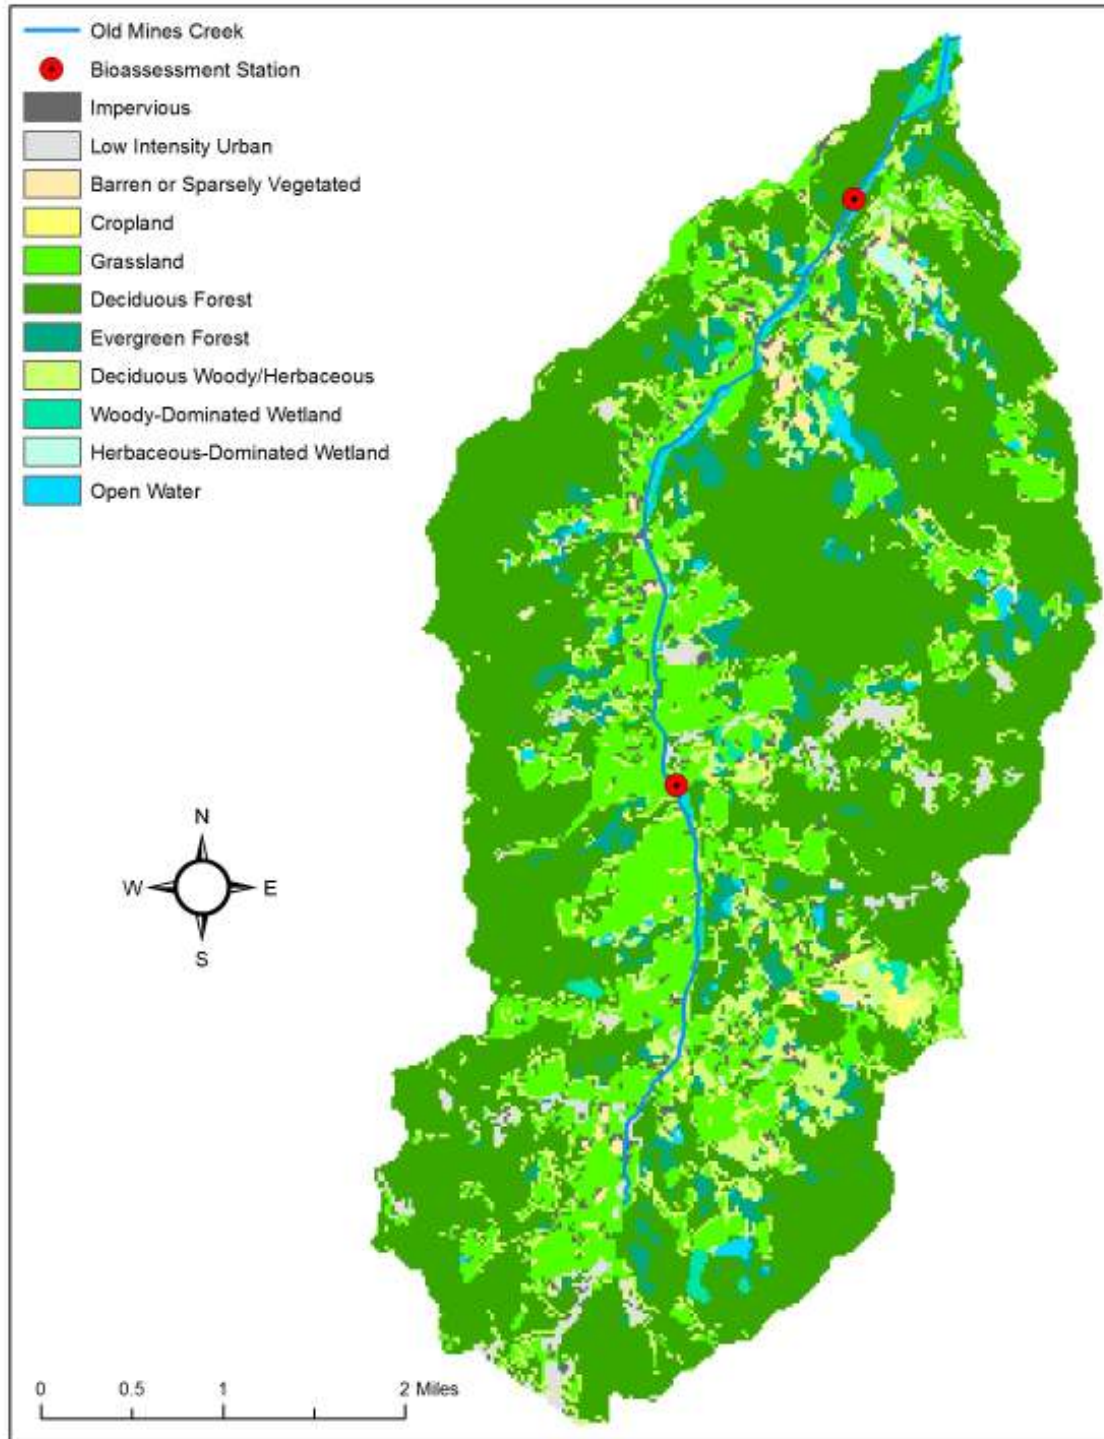 Old Mines Creek
Bioassessment Station
Impervious
Low Intensity Urban
Barren or Sparsely Vegetated
Cropland
Grassland
Deciduous Forest
Evergreen Forest
Deciduous Woody/Herbaceous
Woody-Dominated Wetland
Herbaceous-Dominated Wetland
Open Water
N
W E
S
0 0.5 1 2 Miles